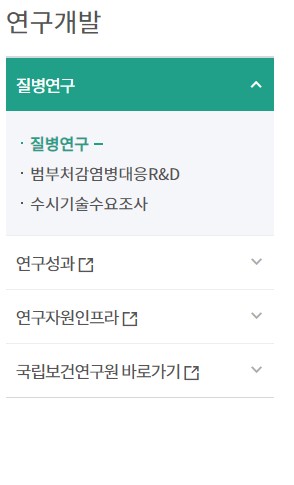 연구개발
질병연구
· 질병연구 –
· 범부처감염병대응R&D
· 수시기술수요조사
연구성과
연구자원인프라
국립보건연구원 바로가기